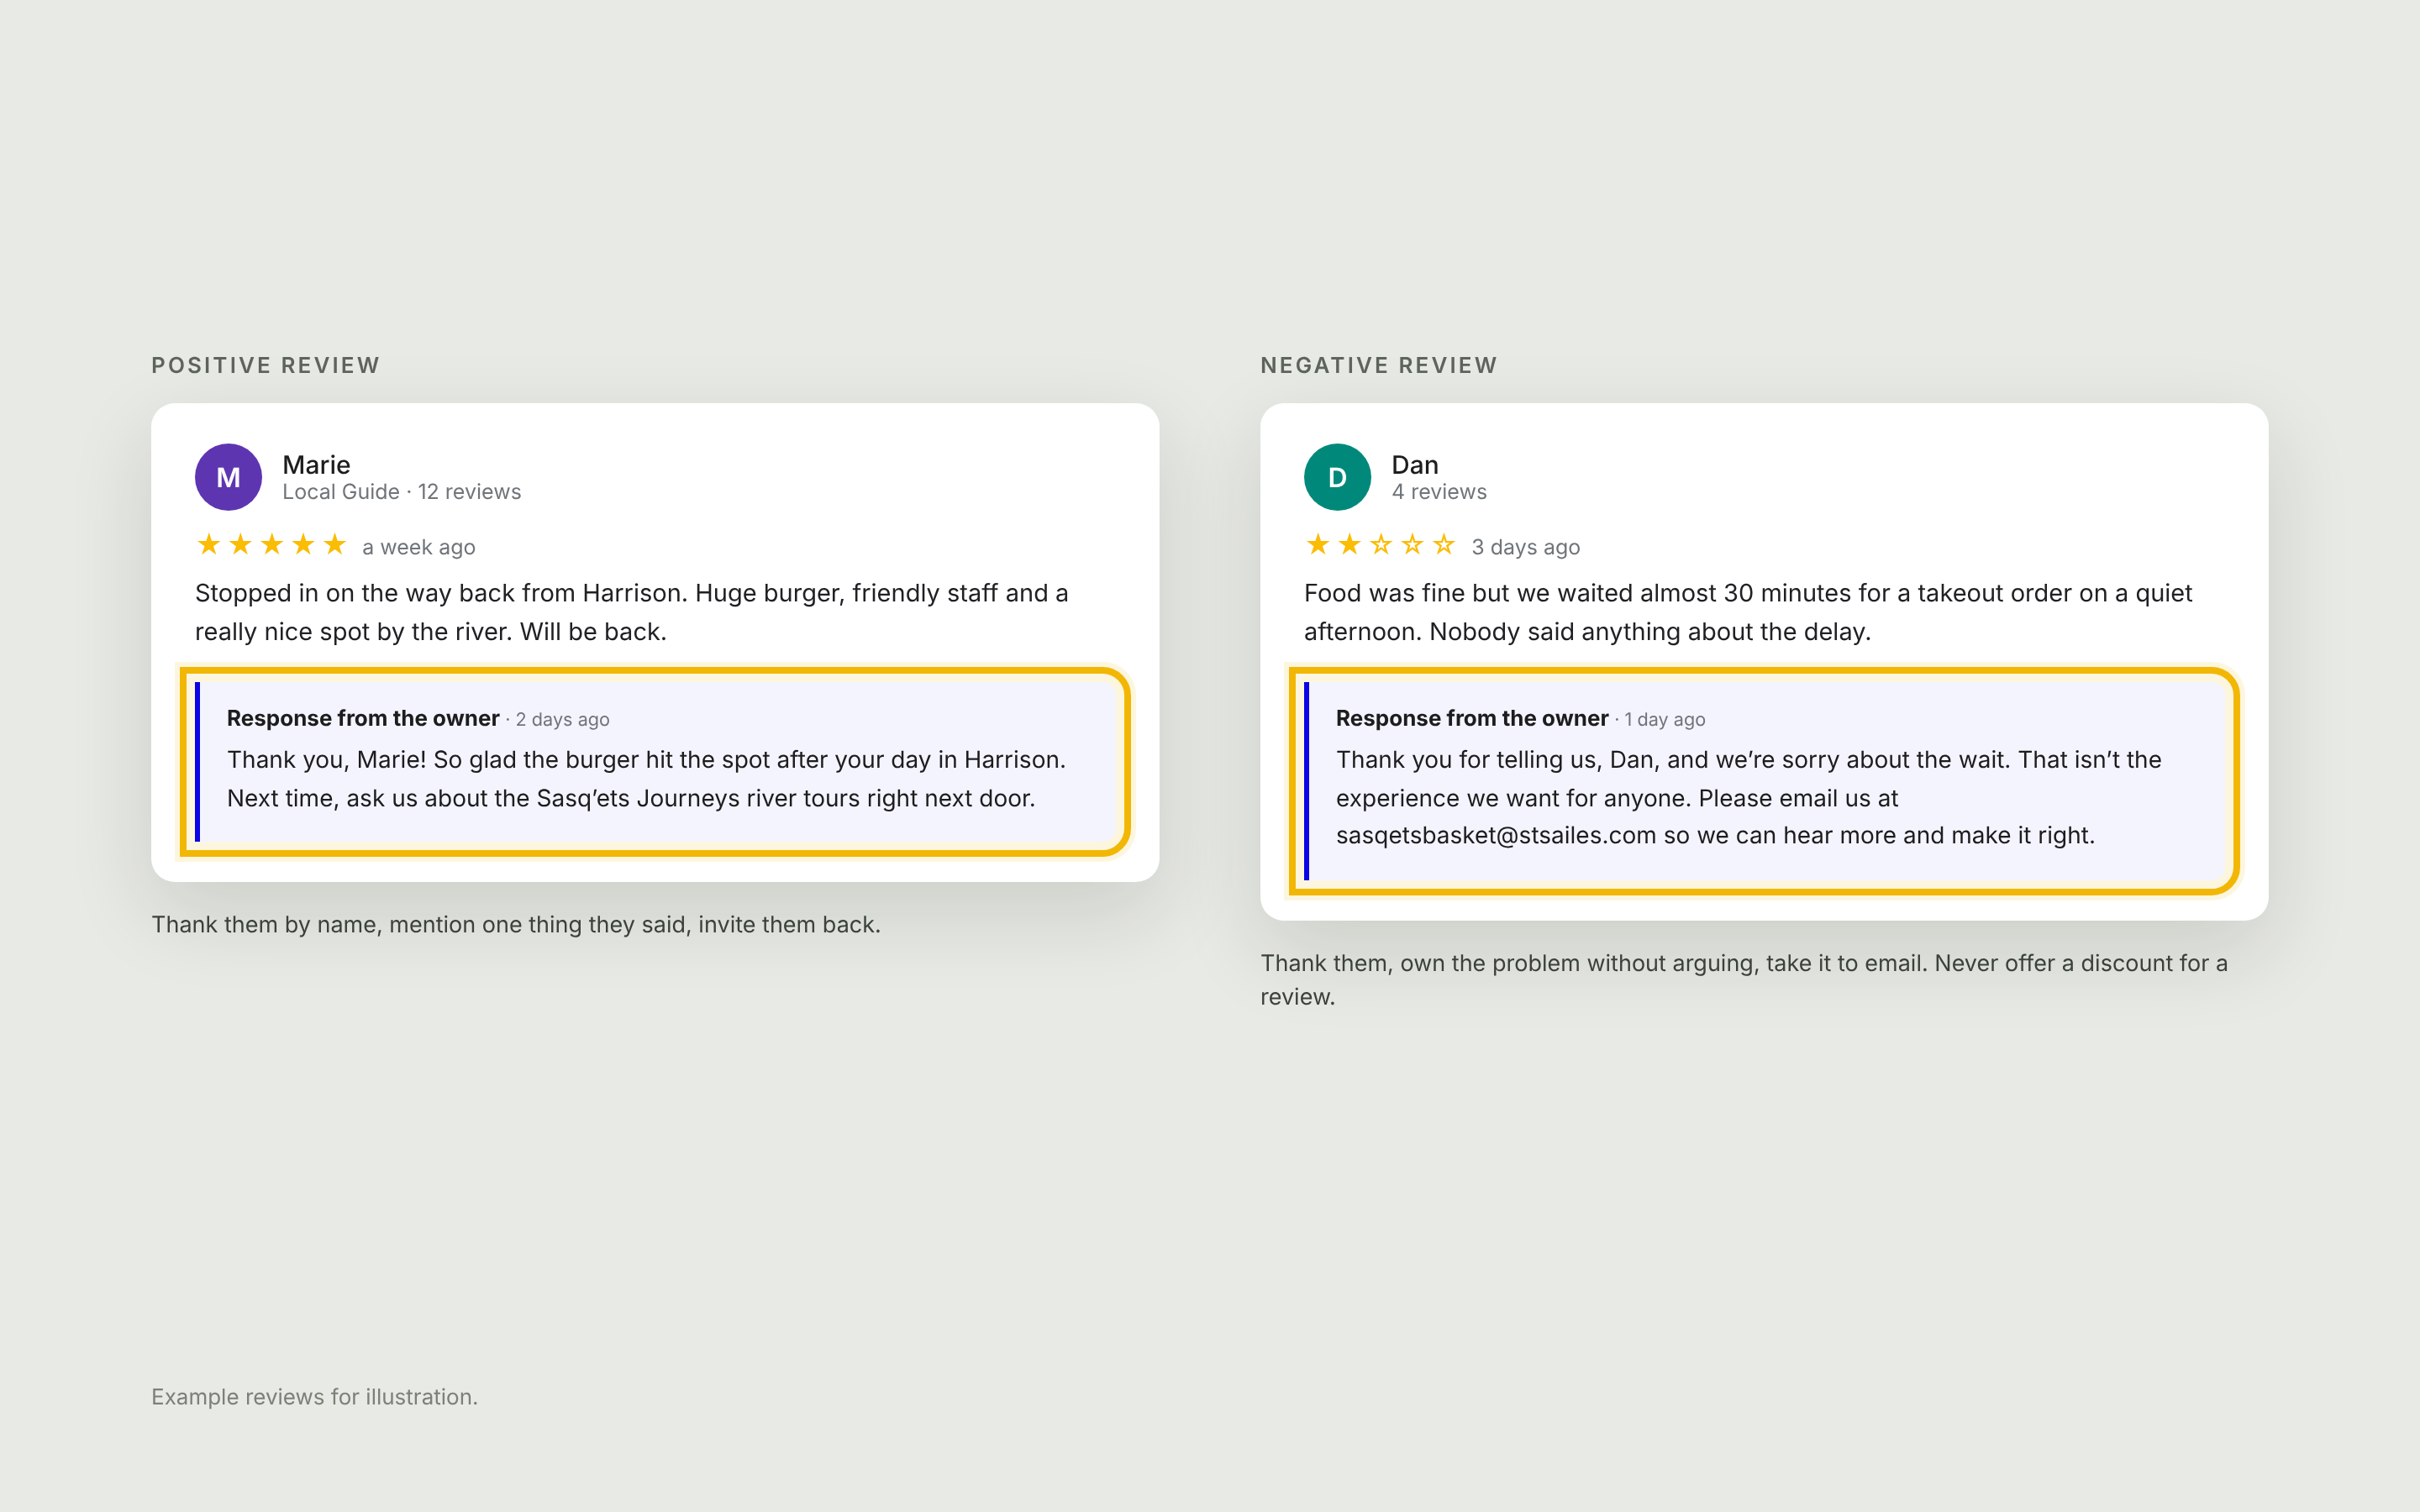 POSITIVE REVIEW
M
Marie
Local Guide · 12 reviews
★★★★★ a week ago
Stopped in on the way back from Harrison. Huge burger, friendly staff and a
really nice spot by the river. Will be back.
Response from the owner · 2 days ago
Thank you, Marie! So glad the burger hit the spot after your day in Harrison.
Next time, ask us about the Sasq’ets Journeys river tours right next door.
Thank them by name, mention one thing they said, invite them back.
NEGATIVE REVIEW
D
Dan
4 reviews
★★☆☆☆ 3 days ago
Food was fine but we waited almost 30 minutes for a takeout order on a quiet
afternoon. Nobody said anything about the delay.
Response from the owner · 1 day ago
Thank you for telling us, Dan, and we’re sorry about the wait. That isn’t the
experience we want for anyone. Please email us at
sasqetsbasket@stsailes.com so we can hear more and make it right.
Thank them, own the problem without arguing, take it to email. Never offer a discount for a
review.
Example reviews for illustration.